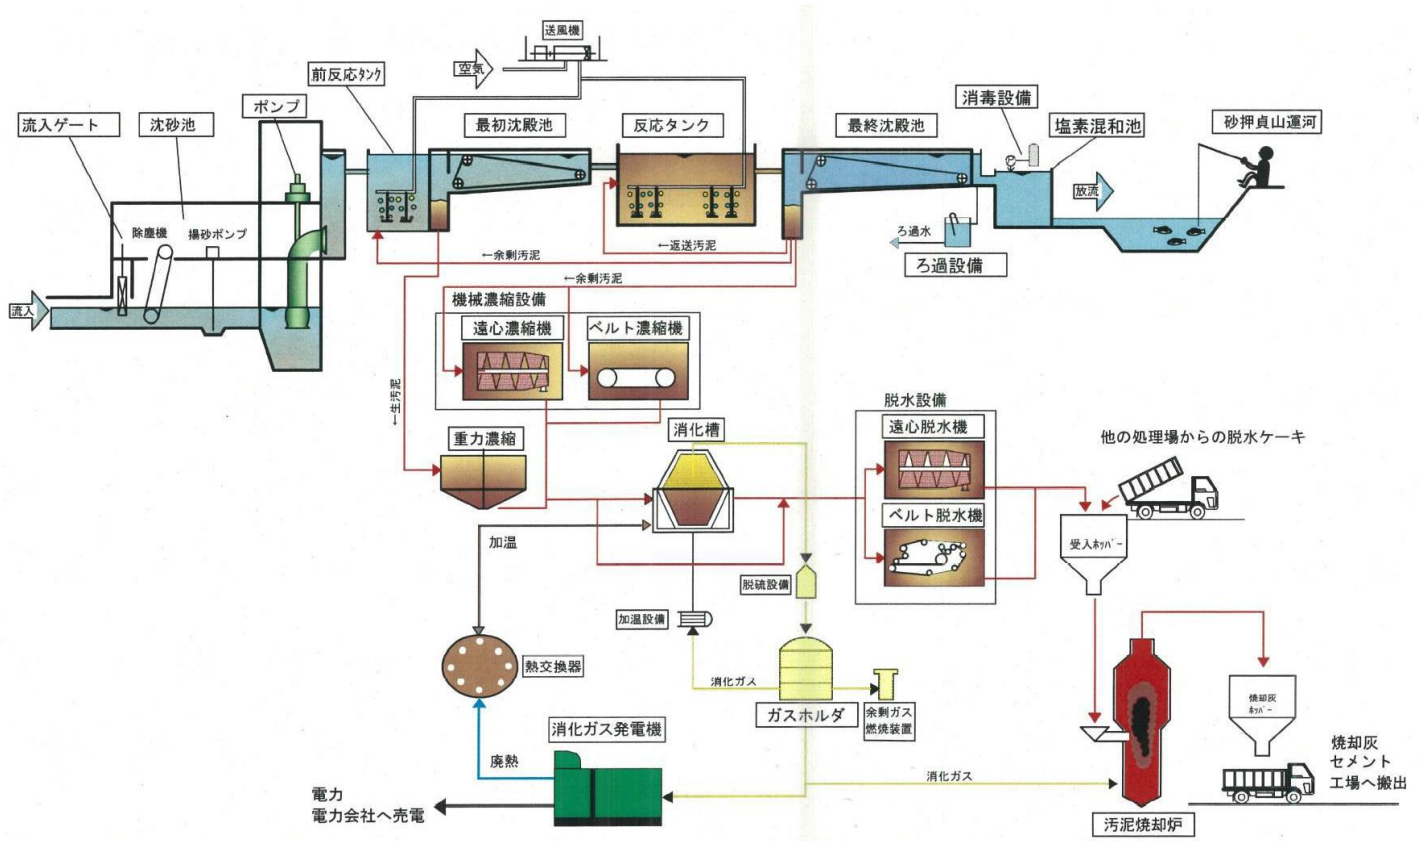 送風機
空気
前反応タンク
ポンプ
流入ゲート
沈砂池
最初沈殿池
反応タンク
最終沈殿池
消毒設備
塩素混和池
砂押貞山運河
放流
除塵機
揚砂ポンプ
流入
←余剰汚泥
←返送汚泥
ろ過水
ろ過設備
←余剰汚泥
機械濃縮設備
遠心濃縮機
ベルト濃縮機
←生汚泥
重力濃縮
消化槽
脱水設備
遠心脱水機
ベルト脱水機
他の処理場からの脱水ケーキ
受入ホッパー
加温
脱硫設備
加温設備
熱交換器
消化ガス
ガスホルダ
余剰ガス
燃焼装置
消化ガス発電機
廃熱
電力
電力会社へ売電
消化ガス
汚泥焼却炉
焼却灰
ホッパー
焼却灰
セメント
工場へ搬出